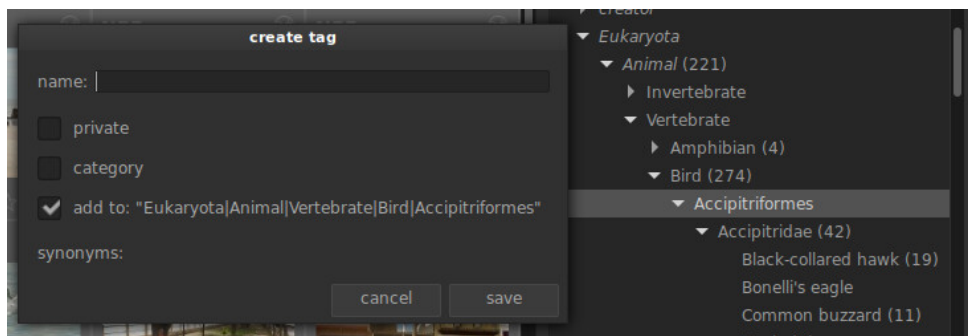 create tag
name:
private
category
add to: "Eukaryota|Animal|Vertebrate|Bird|Accipitriformes"
synonyms:
cancel
save
creator
Eukaryota
Animal (221)
Invertebrate
Vertebrate
Amphibian (4)
Bird (274)
Accipitriformes
Accipitridae (42)
Black-collared hawk (19)
Bonelli's eagle
Common buzzard (11)